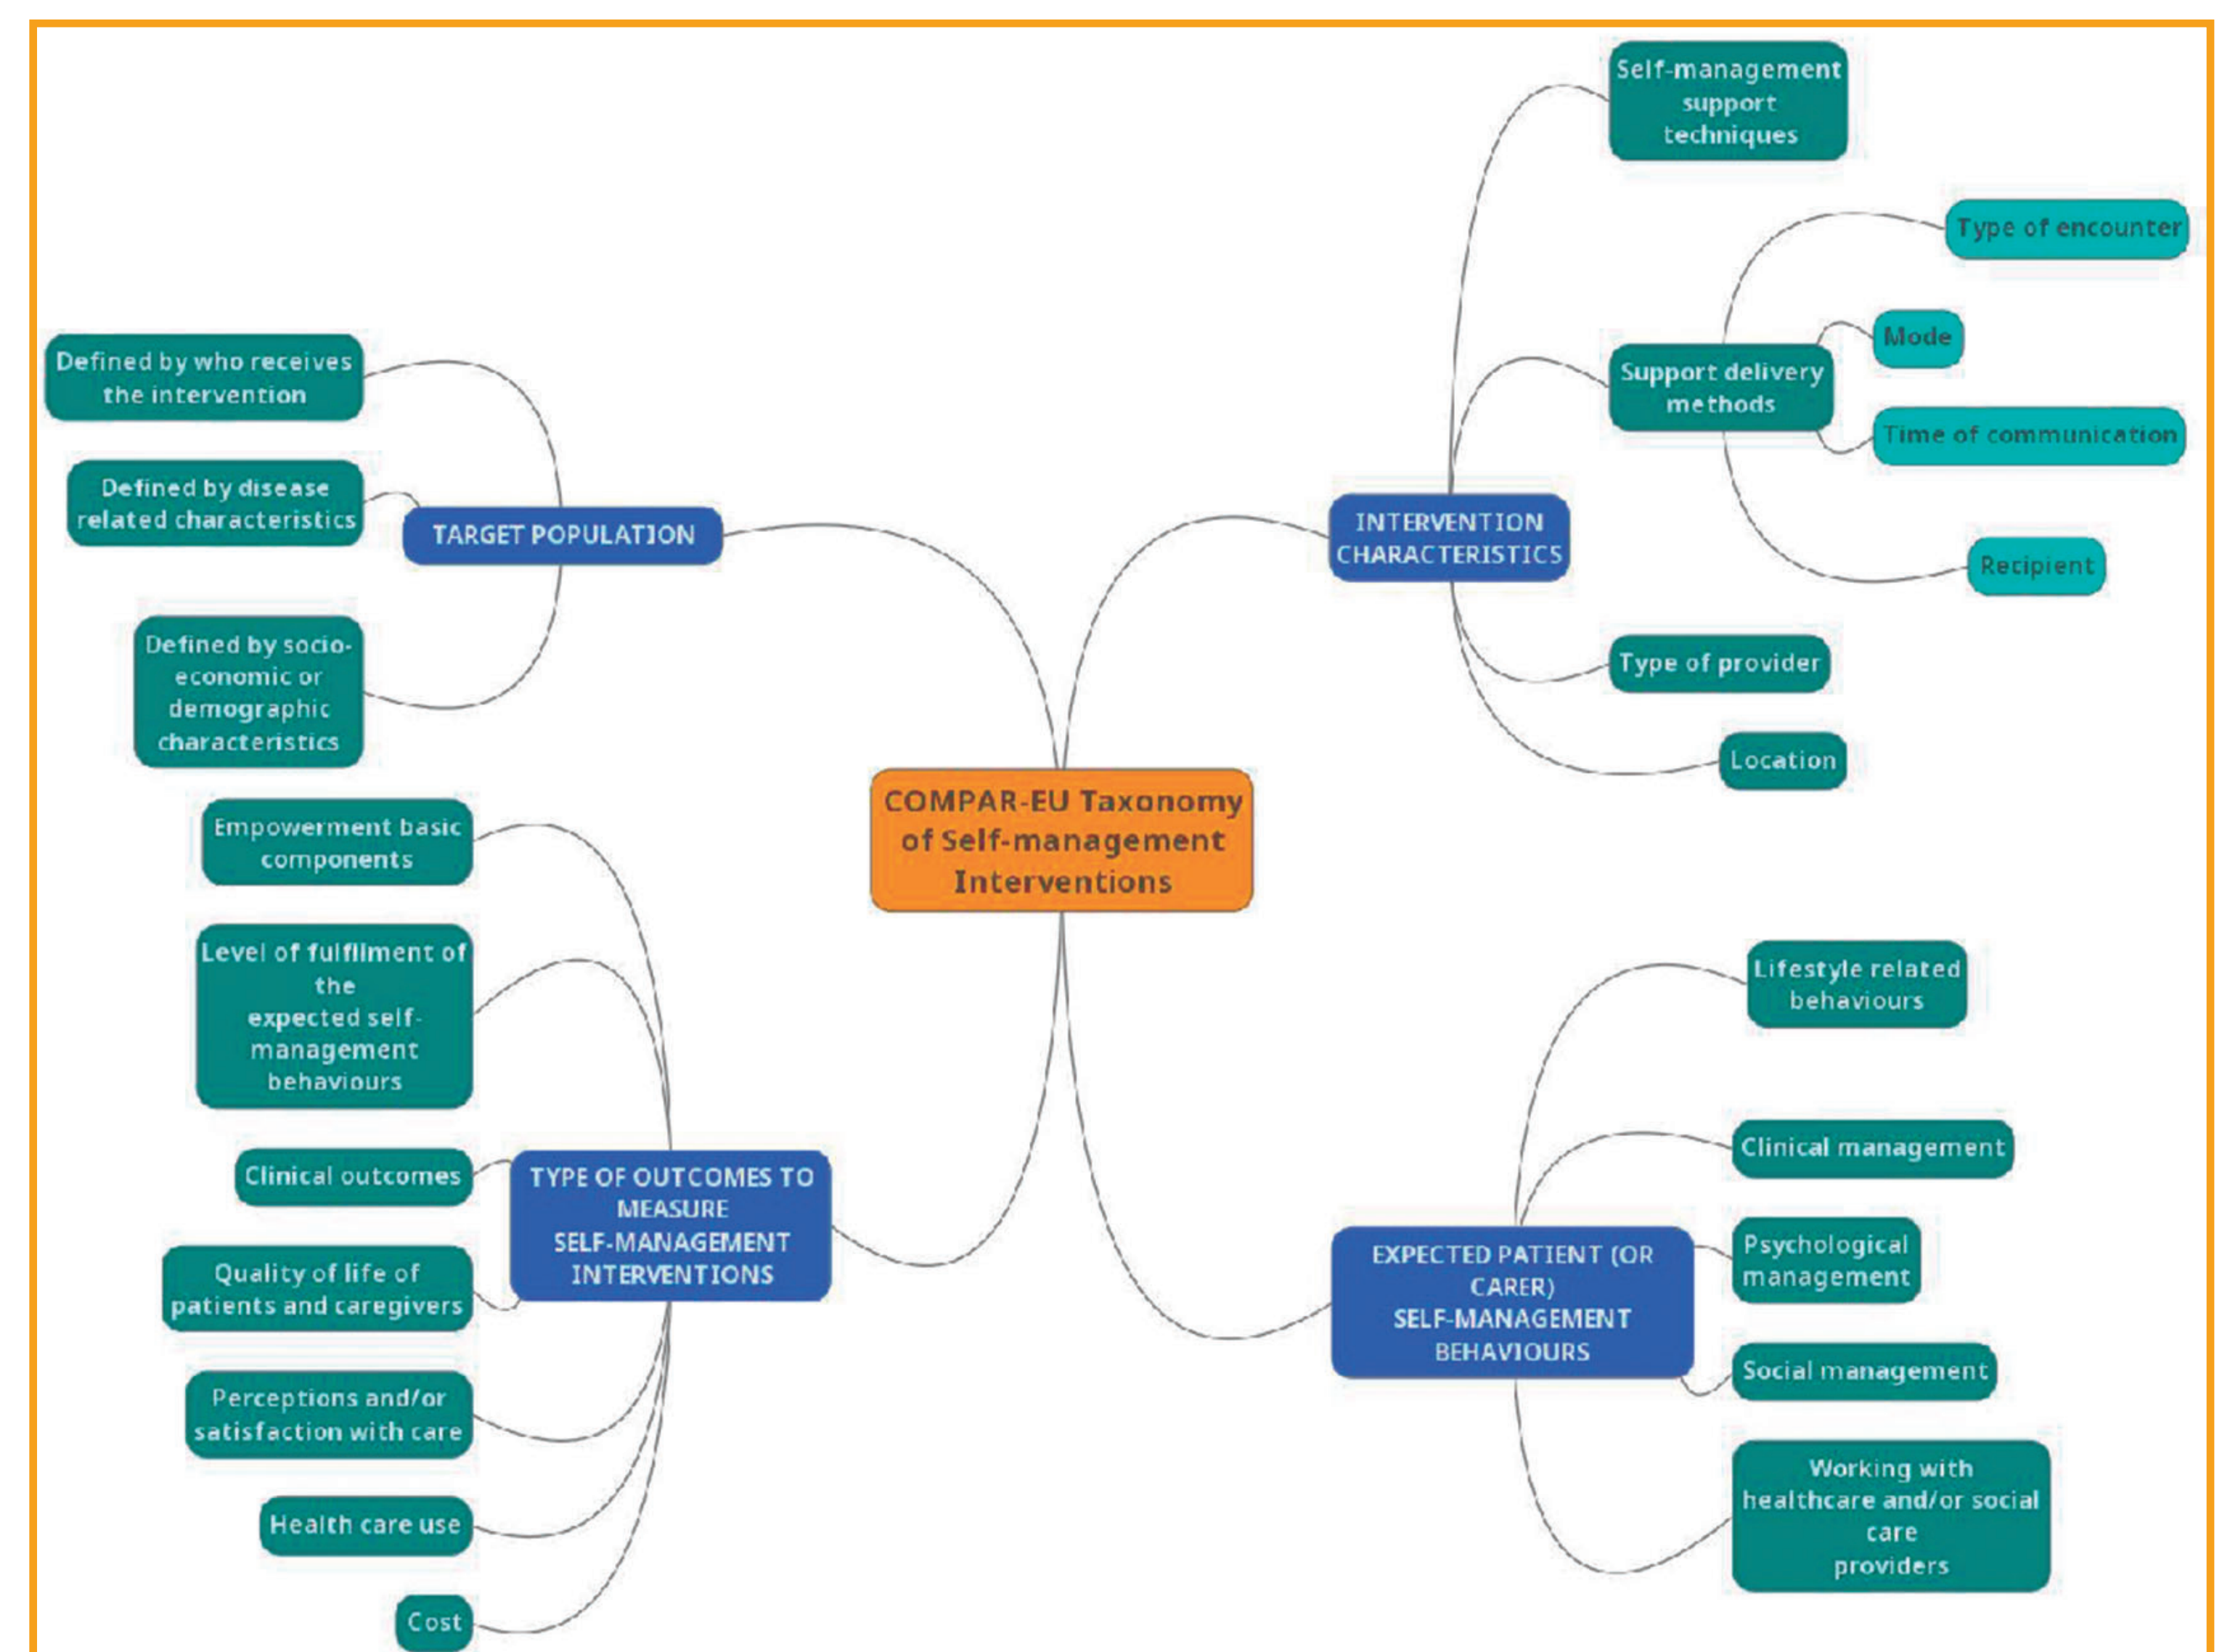 COMPAR-EU Taxonomy
of Self-management
Interventions
TARGET POPULATION
Defined by who receives
the intervention
Defined by disease
related characteristics
Defined by socio-
economic or
demographic
characteristics
INTERVENTION
CHARACTERISTICS
Self-management
support
techniques
Support delivery
methods
Type of encounter
Mode
Time of communication
Recipient
Type of provider
Location
TYPE OF OUTCOMES TO
MEASURE
SELF-MANAGEMENT
INTERVENTIONS
Empowerment basic
components
Level of fulfilment of
the
expected self-
management
behaviours
Clinical outcomes
Quality of life of
patients and caregivers
Perceptions and/or
satisfaction with care
Health care use
Cost
EXPECTED PATIENT (OR
CARER)
SELF-MANAGEMENT
BEHAVIOURS
Lifestyle related
behaviours
Clinical management
Psychological
management
Social management
Working with
healthcare and/or social
care
providers